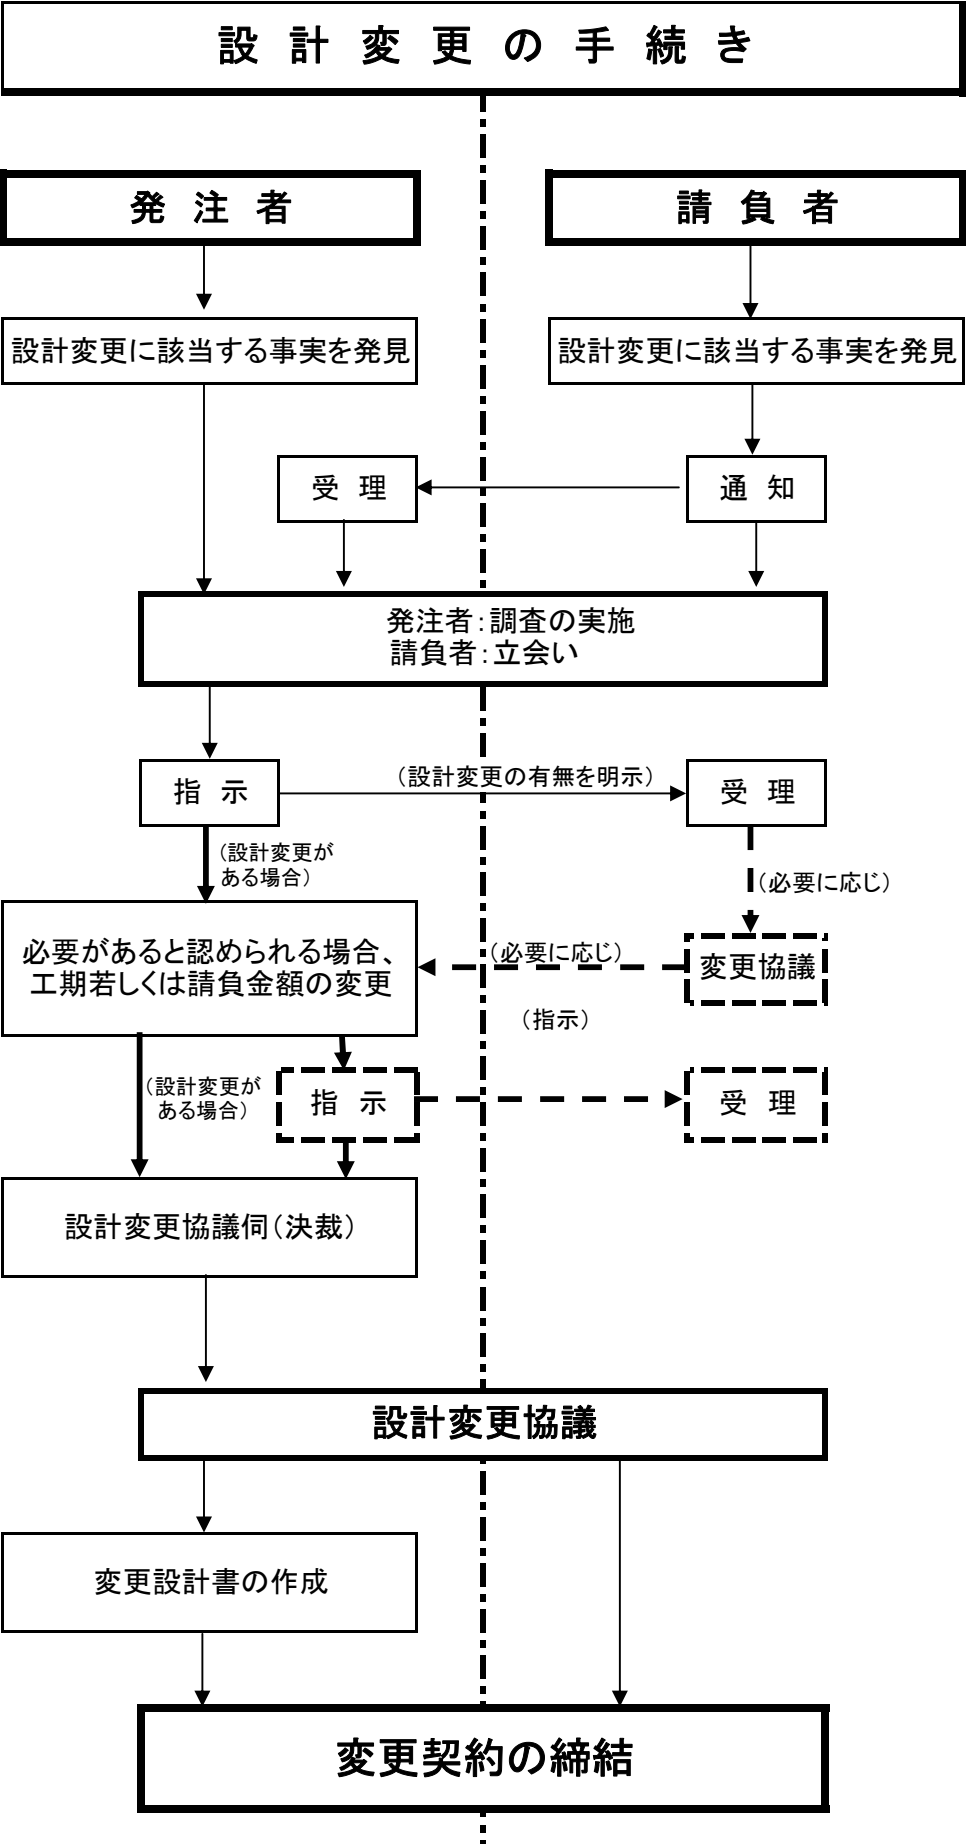 設計変更の手続き
発注者
請負者
設計変更に該当する事実を発見
設計変更に該当する事実を発見
受理
通知
発注者：調査の実施
請負者：立会い
指示
（設計変更の有無を明示）
受理
（設計変更が
ある場合）
（必要に応じ）
必要があると認められる場合、
工期若しくは請負金額の変更
（必要に応じ）
変更協議
（指示）
（設計変更が
ある場合）
指示
受理
設計変更協議伺（決裁）
設計変更協議
変更設計書の作成
変更契約の締結